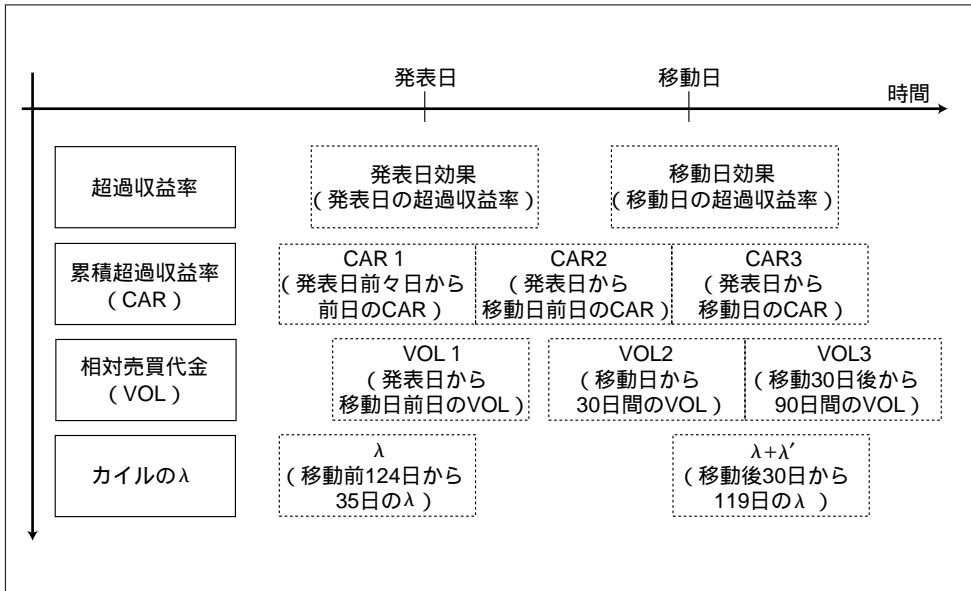 発表日
移動日
時間
超過収益率
発表日効果
（発表日の超過収益率）
移動日効果
（移動日の超過収益率）
累積超過収益率
（CAR）
CAR 1
（発表日前々日から
前日のCAR）
CAR2
（発表日から
移動日前日のCAR）
CAR3
（発表日から
移動日のCAR）
相対売買代金
（VOL）
VOL 1
（発表日から
移動日前日のVOL）
VOL2
（移動日から
30日間のVOL）
VOL3
（移動30日後から
90日間のVOL）
カイルのλ
λ
（移動前124日から
35日のλ）
λ+λ′
（移動後30日から
119日のλ）